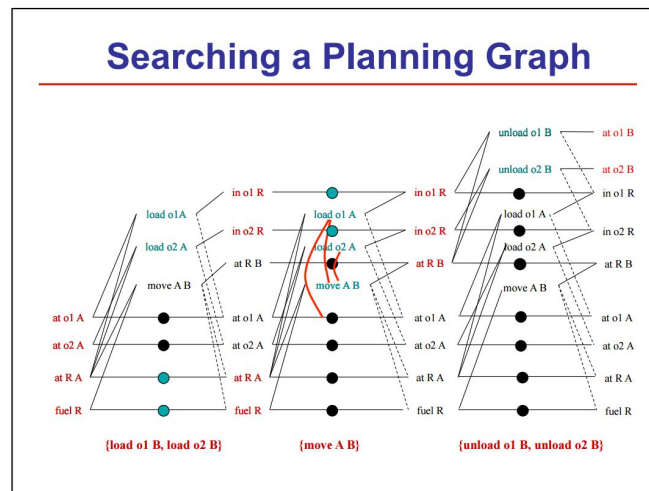 Searching a Planning Graph
unload o1 B
at o1 B
unload o2 B
at o2 B
in o1 R
in o1 R
in o1 R
load o1A
load o1 A
load o1 A
in o2 R
in o2 R
in o2 R
load o2 A
load o2 A
load o2 A
at R B
at R B
at R B
move A B
move A B
move A B
at o1 A
at o1 A
at o1 A
at o1 A
at o2 A
at o2 A
at o2 A
at o2 A
at R A
at R A
at R A
at R A
fuel R
fuel R
fuel R
fuel R
{load o1 B, load o2 B}
{move A B}
{unload o1 B, unload o2 B}